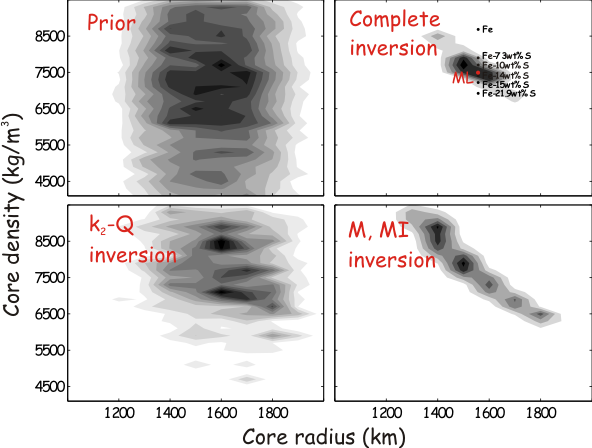 Prior
Complete
inversion
Fe
Fe-7.3wt% S
Fe-10wt% S
ML
Fe-14wt% S
Fe-15wt% S
Fe-21.9wt% S
8500
7500
6500
5500
4500
k₂-Q
inversion
M, MI
inversion
8500
7500
6500
5500
4500
Core density (kg/m³)
1200 1400 1600 1800 1200 1400 1600 1800
Core radius (km)